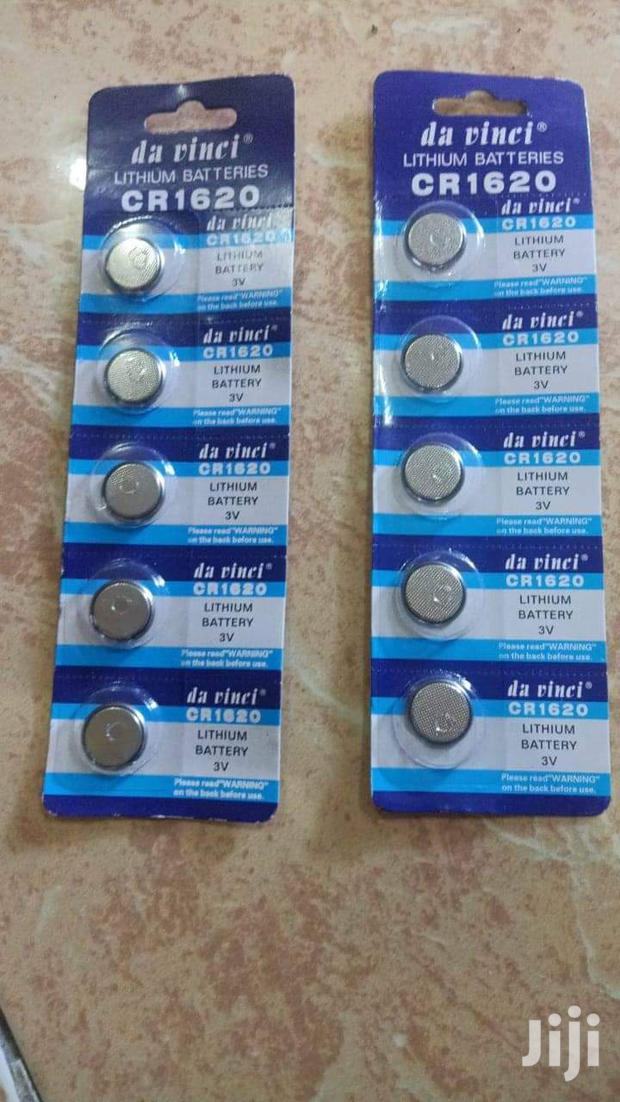 da vinci®
LITHIUM BATTERIES
CR1620
da vinci®
CR1620
LITHIUM
BATTERY
3V
Please read"WARNING"
on the back before use.
da vinci®
CR1620
LITHIUM
BATTERY
3V
Please read"WARNING"
on the back before use.
da vinci®
CR1620
LITHIUM
BATTERY
3V
Please read"WARNING"
on the back before use.
da vinci®
CR1620
LITHIUM
BATTERY
3V
Please read"WARNING"
on the back before use.
da vinci®
CR1620
LITHIUM
BATTERY
3V
Please read"WARNING"
on the back before use.
da vinci®
LITHIUM BATTERIES
CR1620
da vinci®
CR1620
LITHIUM
BATTERY
3V
Please read"WARNING"
on the back before use.
da vinci®
CR1620
LITHIUM
BATTERY
3V
Please read"WARNING"
on the back before use.
da vinci®
CR1620
LITHIUM
BATTERY
3V
Please read"WARNING"
on the back before use.
da vinci®
CR1620
LITHIUM
BATTERY
3V
Please read"WARNING"
on the back before use.
da vinci®
CR1620
LITHIUM
BATTERY
3V
Please read"WARNING"
on the back before use.
Jiji